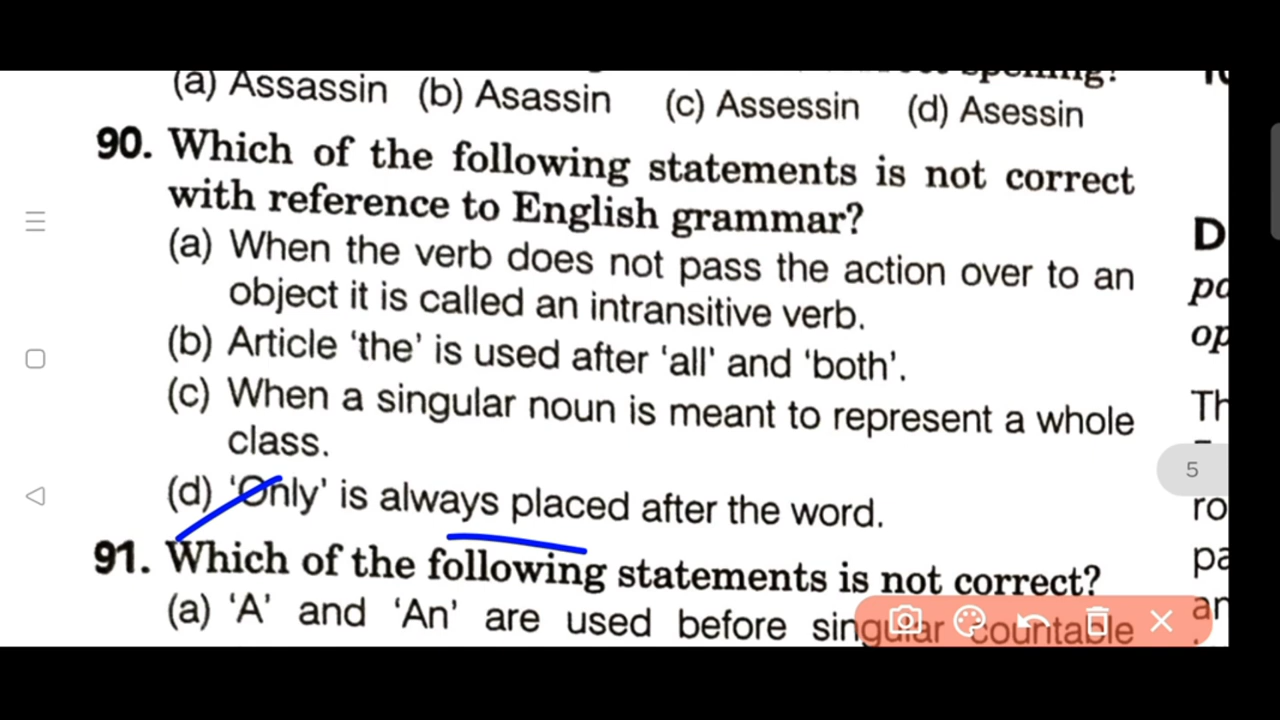 (a) Assassin (b) Asassin (c) Assessin (d) Asessin
90. Which of the following statements is not correct
with reference to English grammar?
(a) When the verb does not pass the action over to an
object it is called an intransitive verb.
(b) Article 'the' is used after 'all' and 'both'.
(c) When a singular noun is meant to represent a whole
class.
(d) 'Only' is always placed after the word.
91. Which of the following statements is not correct?
(a) 'A' and 'An' are used before singular countable
D
po
op
Th
5
ro
pa
an